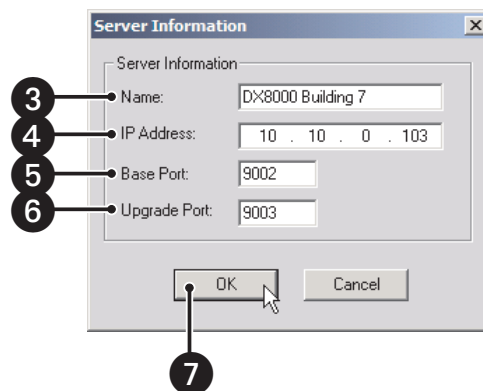 Server Information
Server Information
3 Name: DX8000 Building 7
4 IP Address: 10 . 10 . 0 . 103
5 Base Port: 9002
6 Upgrade Port: 9003
OK Cancel
7